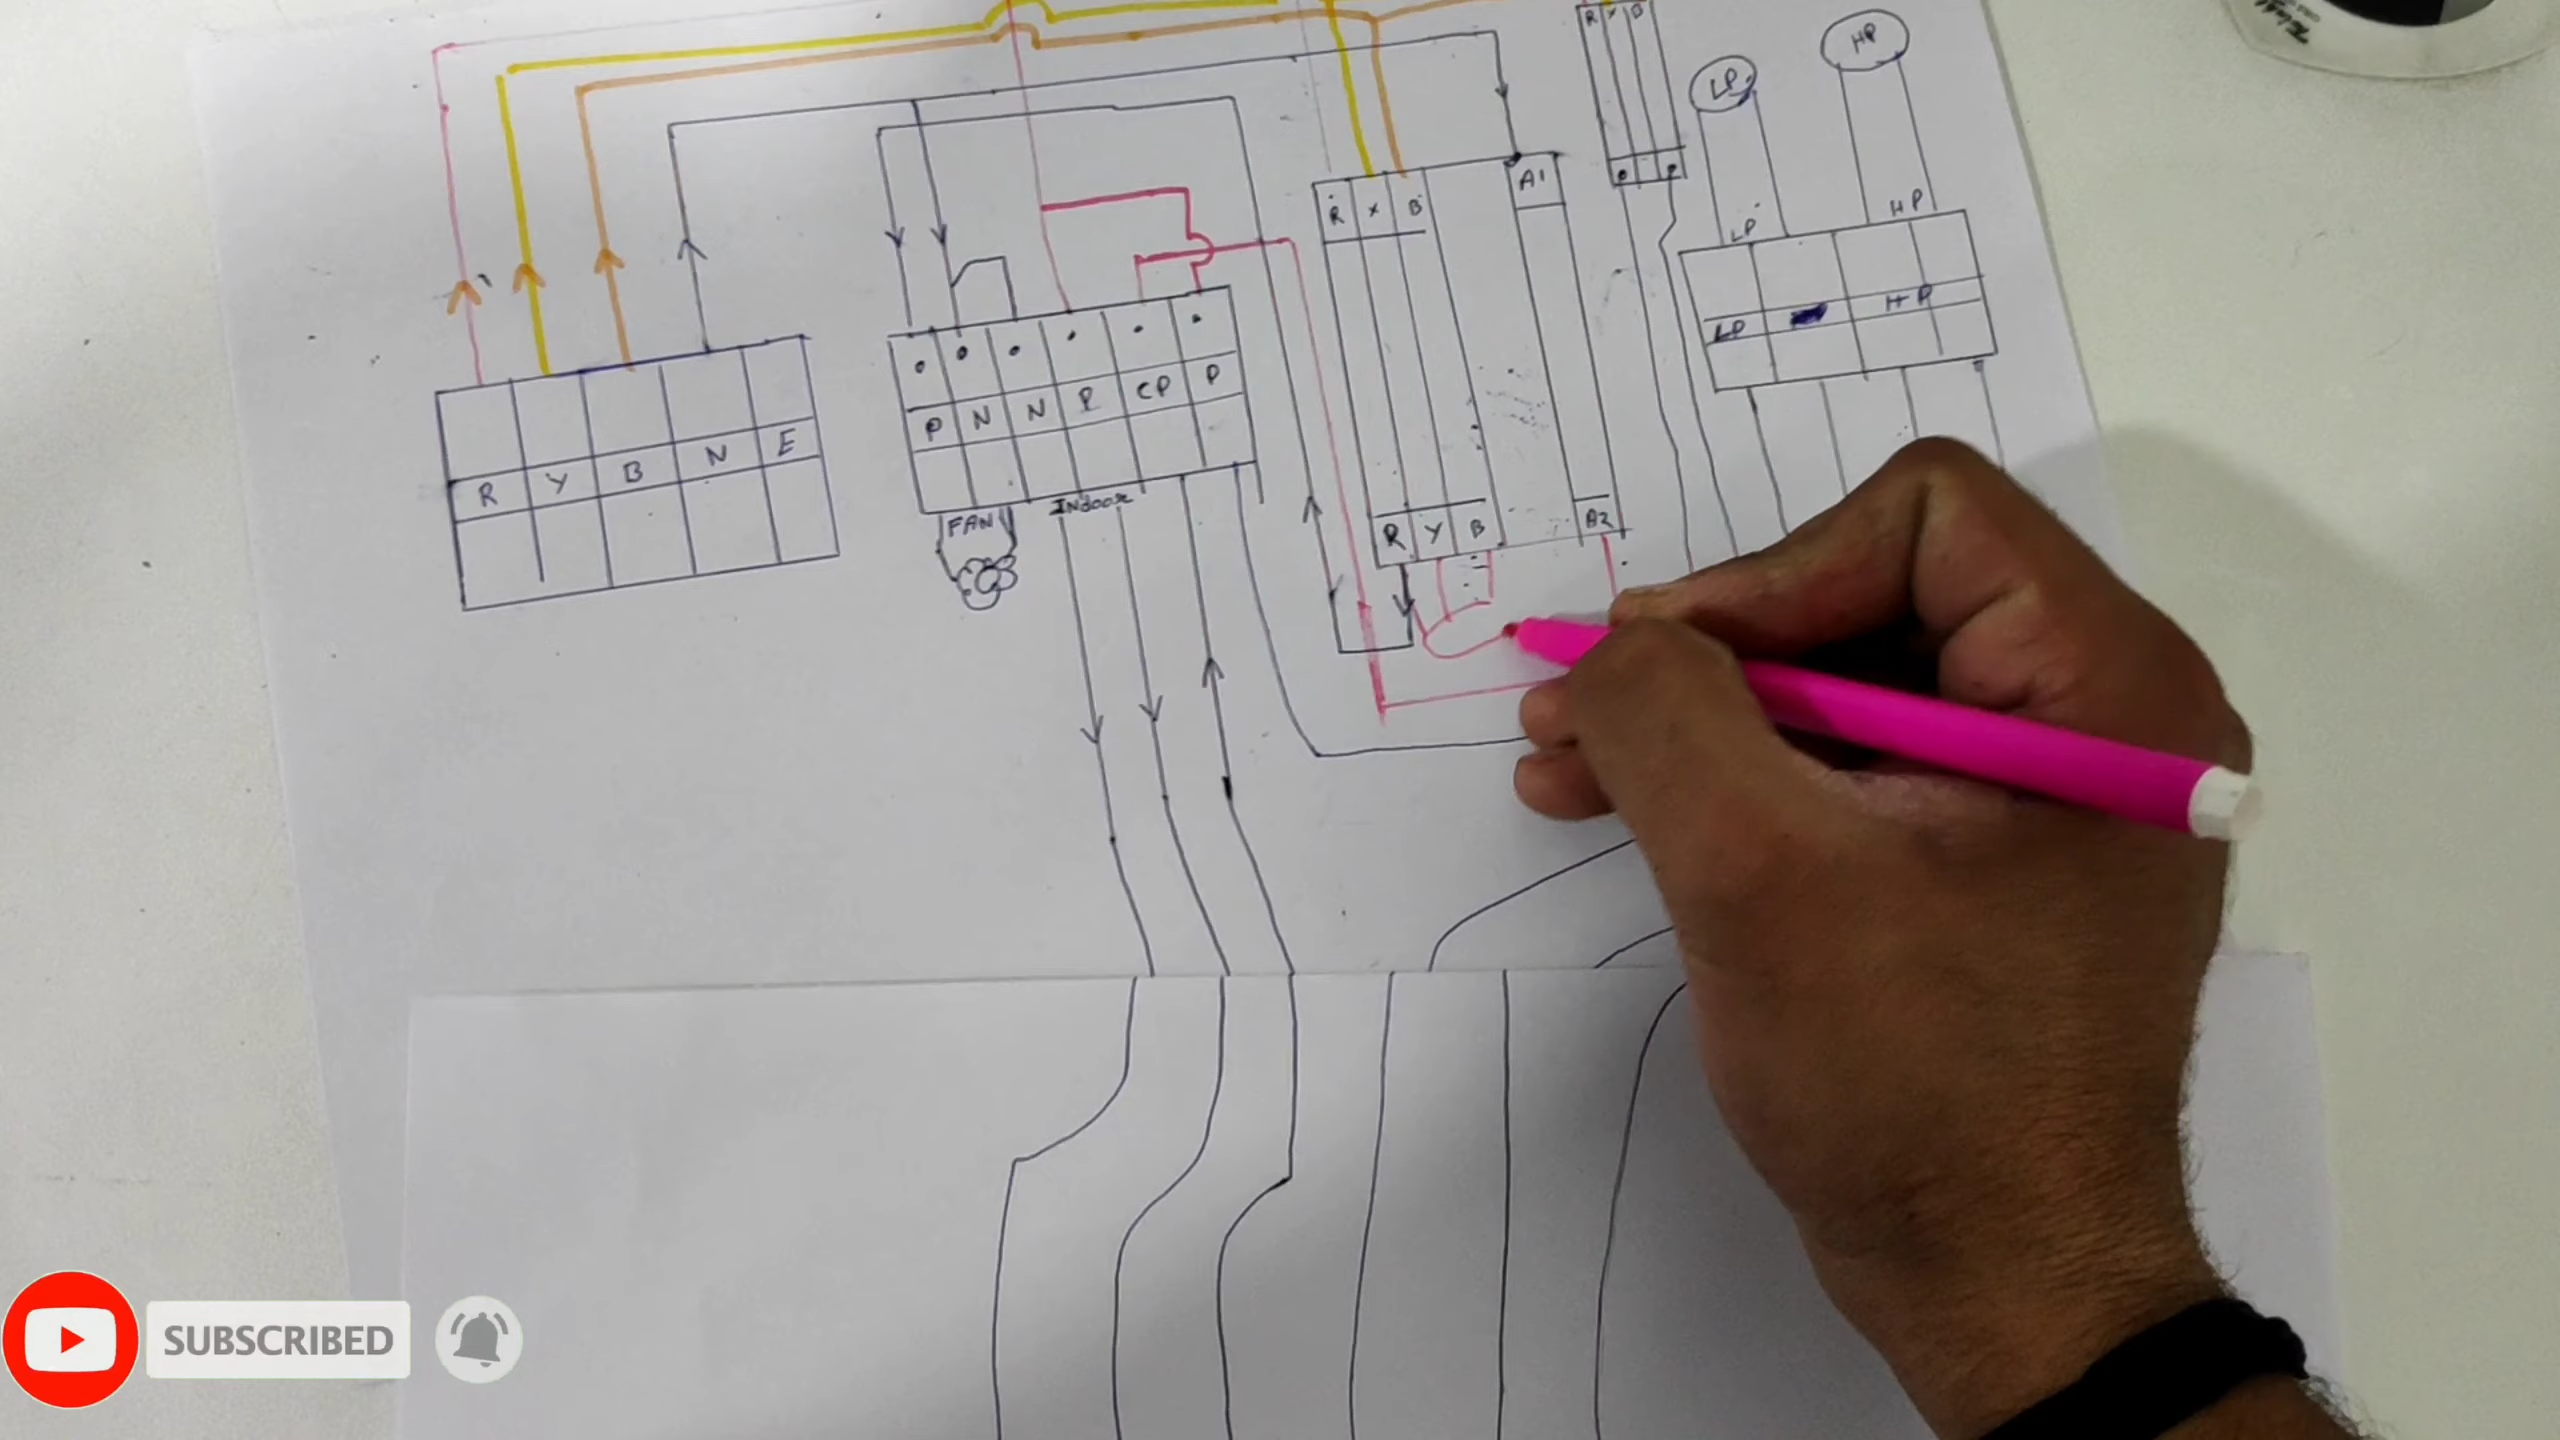 R Y B
LP
HP
A1
R Y B
LP HP
LP HP
P N N P CP P
R Y B N E
FAN Indoor
R Y B
A2
SUBSCRIBED